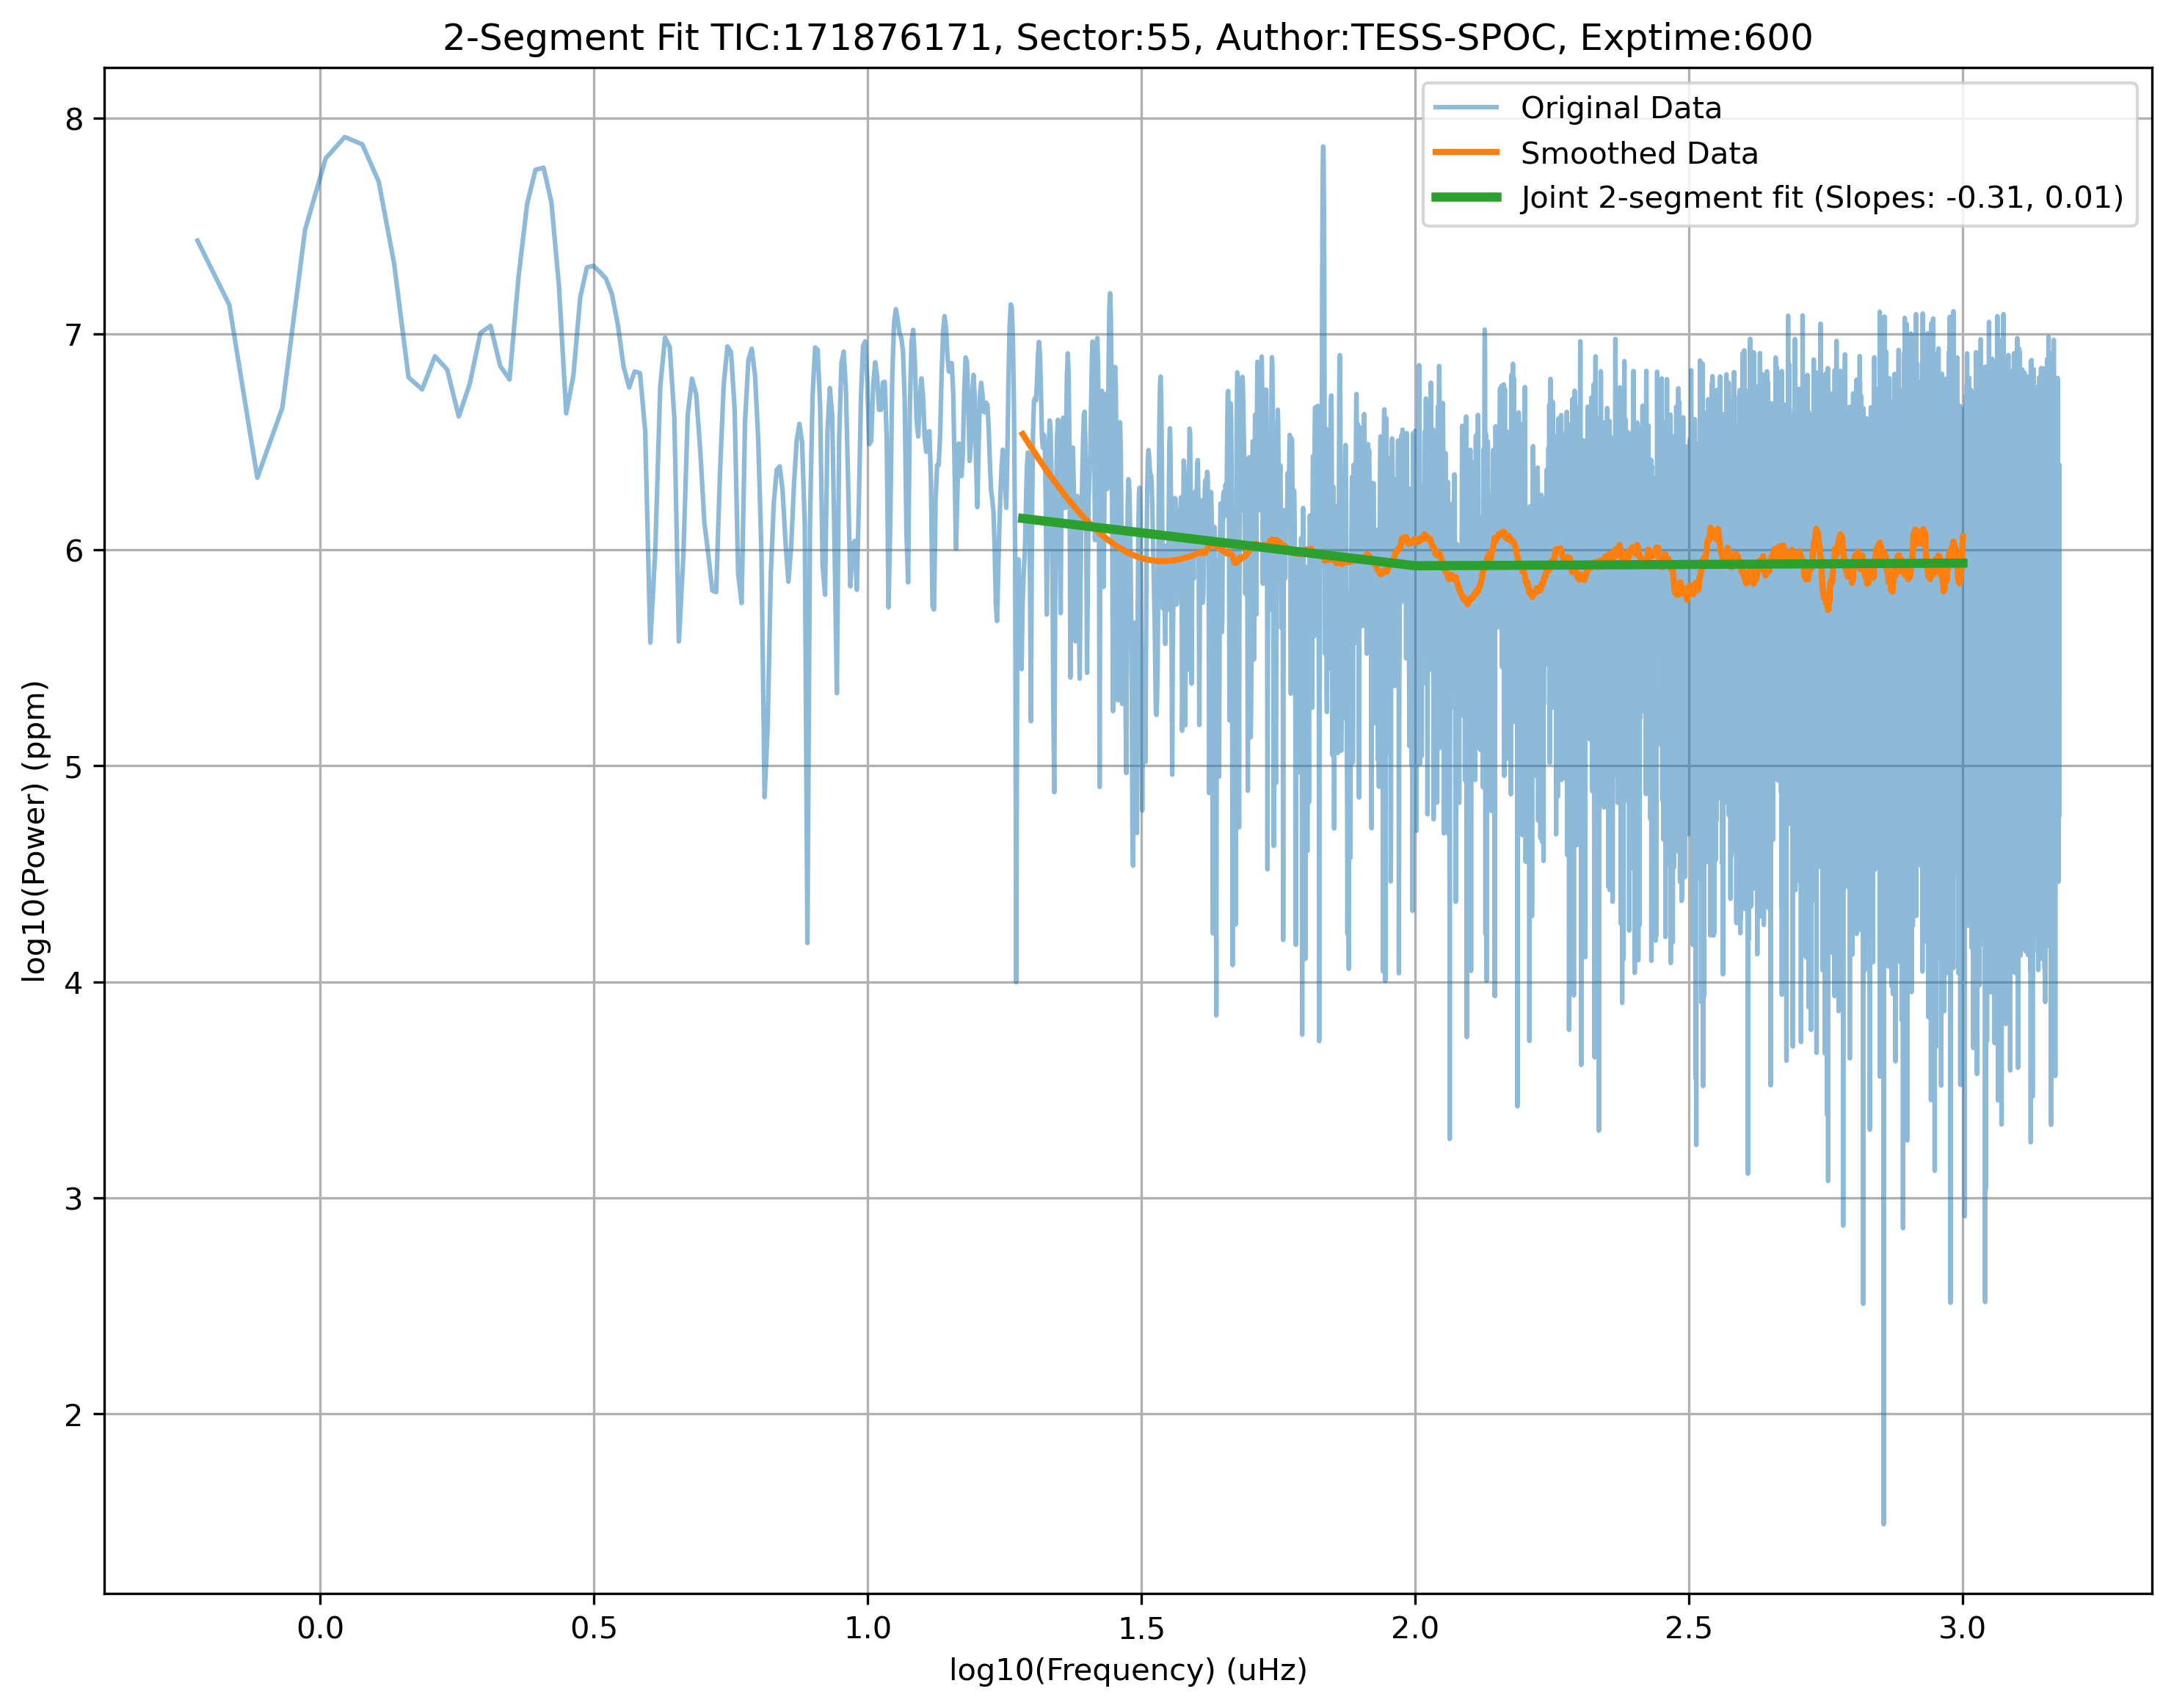 2-Segment Fit TIC:171876171, Sector:55, Author:TESS-SPOC, Exptime:600
Original Data
Smoothed Data
Joint 2-segment fit (Slopes: -0.31, 0.01)
log10(Power) (ppm)
8
7
6
5
4
3
2
0.0 0.5 1.0 1.5 2.0 2.5 3.0
log10(Frequency) (uHz)